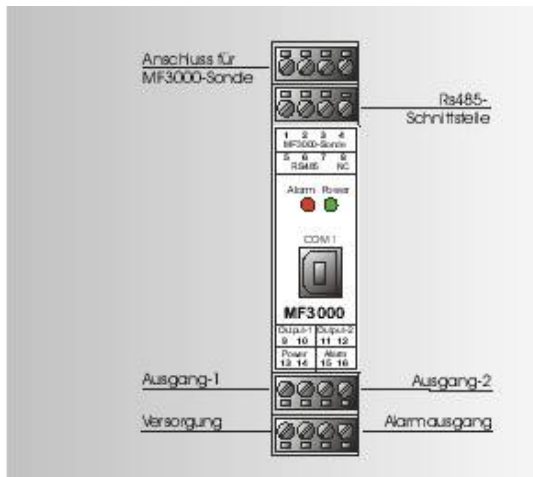 Anschluss für
MF3000-Sonde
Rs485-
Schnittstelle
1 2 3 4
MF3000-Sonde
5 6 7 8
RS485 NC
Alarm Power
COM 1
MF3000
Output-1 Output-2
9 10 11 12
Power Alarm
13 14 15 16
Ausgang-1
Ausgang-2
Versorgung
Alarmausgang